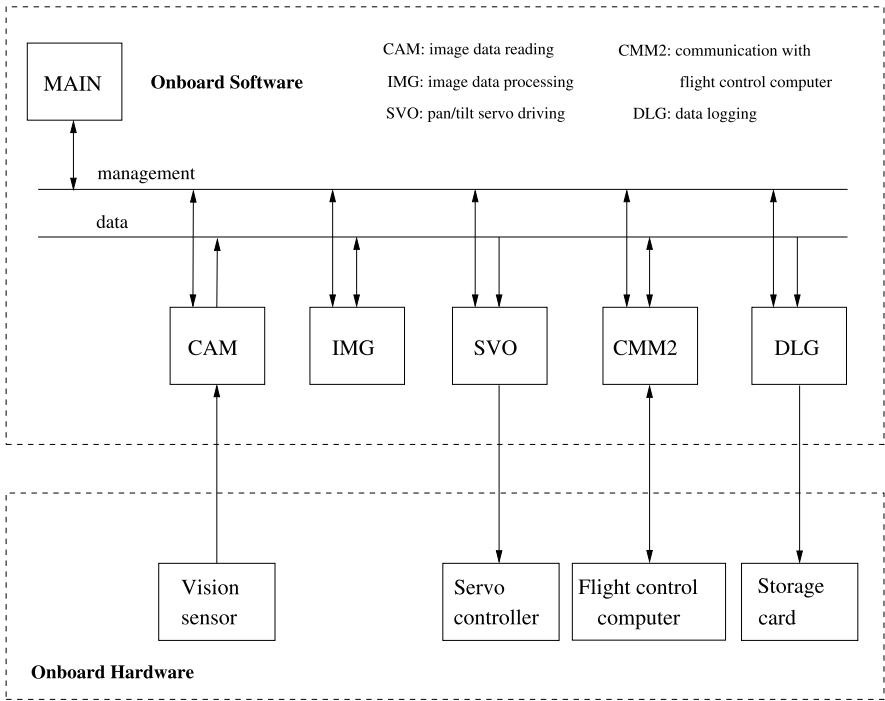 MAIN
Onboard Software
CAM: image data reading
IMG: image data processing
SVO: pan/tilt servo driving
CMM2: communication with
flight control computer
DLG: data logging
management
data
CAM
IMG
SVO
CMM2
DLG
Vision
sensor
Servo
controller
Flight control
computer
Storage
card
Onboard Hardware